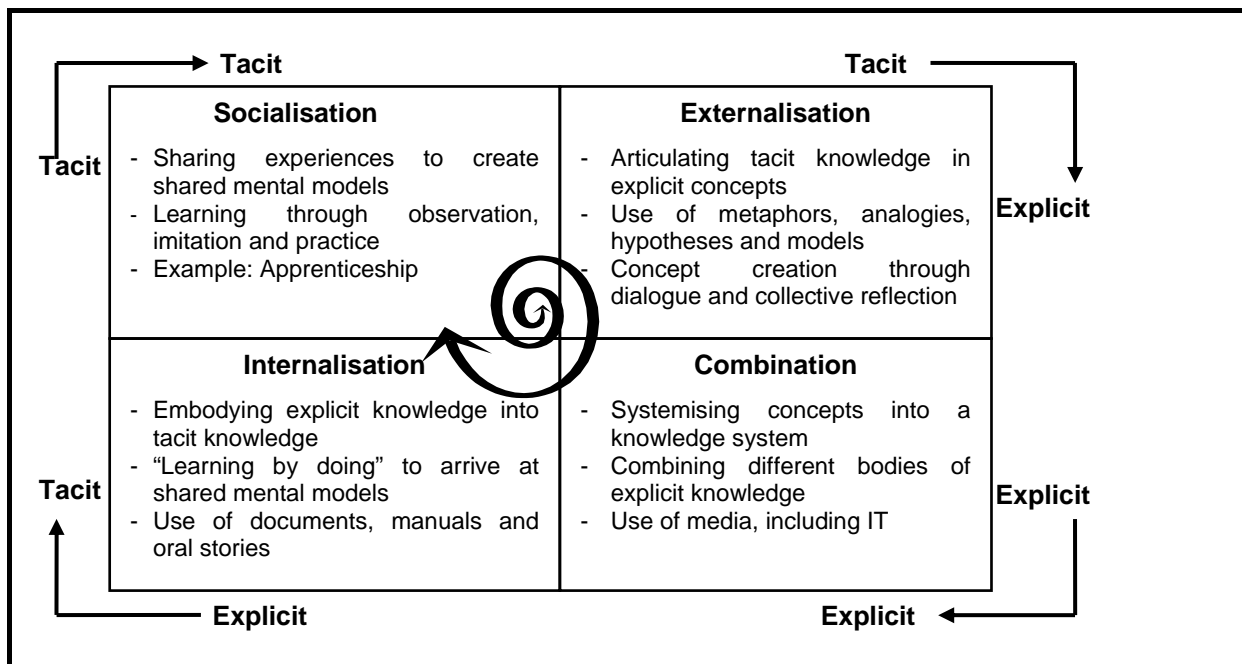 Tacit
Tacit
Socialisation
Externalisation
Tacit
- Sharing experiences to create
shared mental models
- Learning through observation,
imitation and practice
- Example: Apprenticeship
- Articulating tacit knowledge in
explicit concepts
- Use of metaphors, analogies,
hypotheses and models
- Concept creation through
dialogue and collective reflection
Explicit
Internalisation
Combination
- Embodying explicit knowledge into
tacit knowledge
- “Learning by doing” to arrive at
shared mental models
- Use of documents, manuals and
oral stories
Tacit
- Systemising concepts into a
knowledge system
- Combining different bodies of
explicit knowledge
- Use of media, including IT
Explicit
Explicit
Explicit